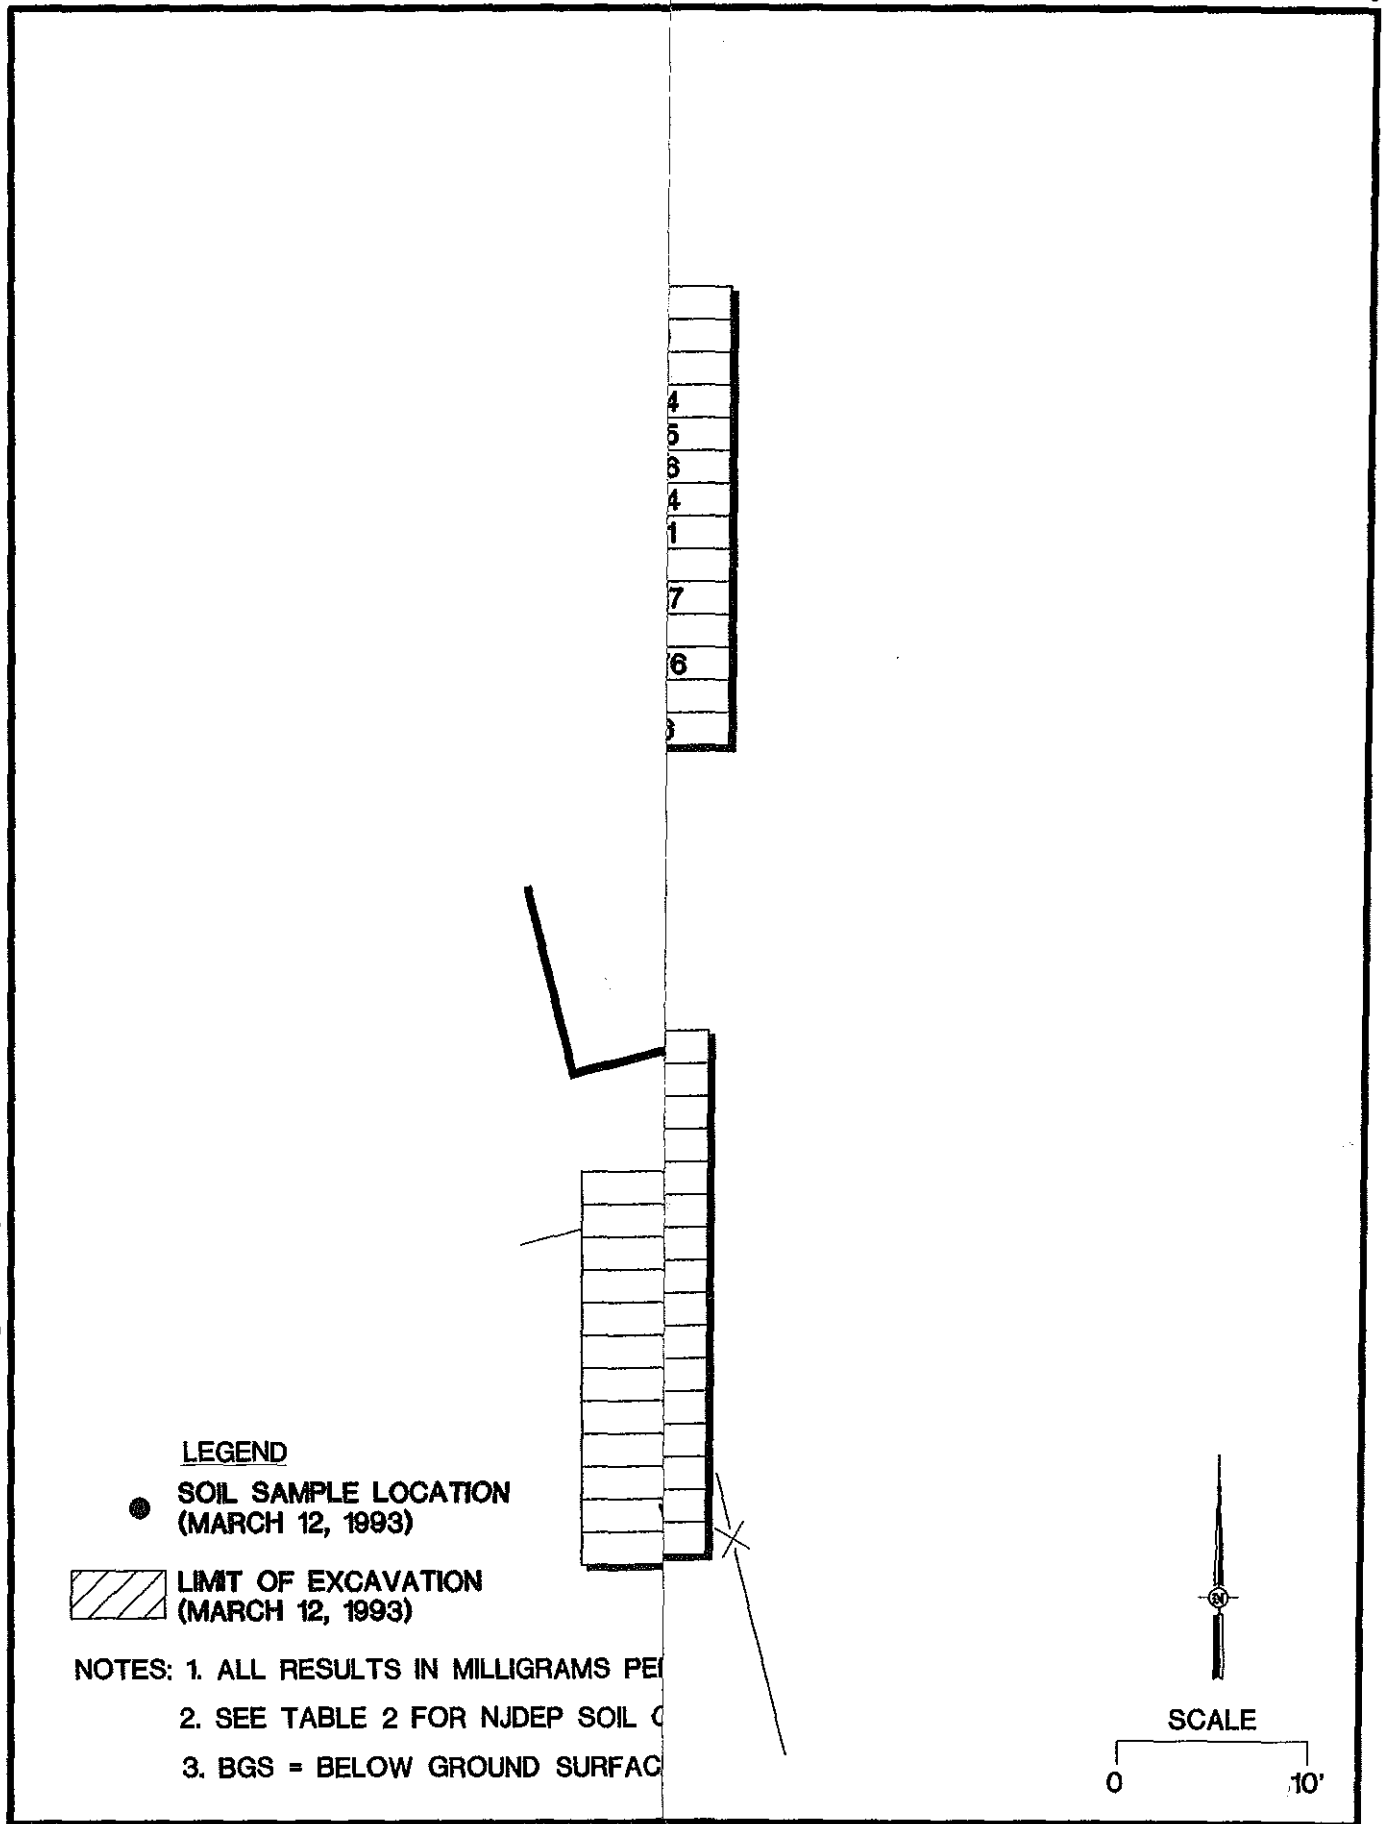 4
5
6
4
1
7
6
LEGEND
SOIL SAMPLE LOCATION
(MARCH 12, 1993)
LIMIT OF EXCAVATION
(MARCH 12, 1993)
NOTES: 1. ALL RESULTS IN MILLIGRAMS
2. SEE TABLE 2 FOR NJDEP SOIL
3. BGS = BELOW GROUND SURFAC
N
SCALE
0 10'